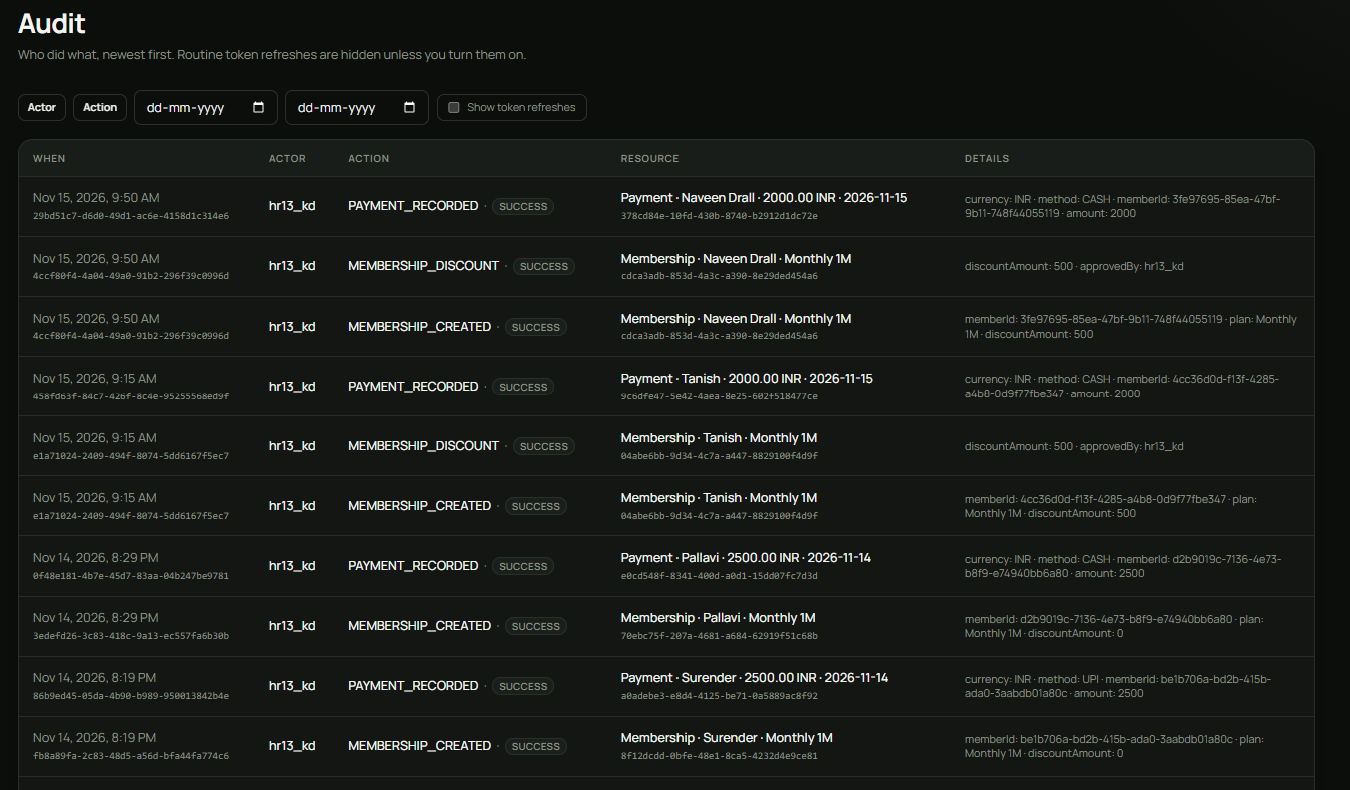 Audit
Who did what, newest first. Routine token refreshes are hidden unless you turn them on.
Actor Action dd-mm-yyyy dd-mm-yyyy Show token refreshes
WHEN ACTOR ACTION RESOURCE DETAILS
Nov 15, 2026, 9:50 AM
29bd51c7-d6d0-49d1-ac6e-4158d1c314e6
hr13_kd
PAYMENT_RECORDED · SUCCESS
Payment · Naveen Drall · 2000.00 INR · 2026-11-15
378cd84e-10fd-430b-8740-b2912d1dc72e
currency: INR · method: CASH · memberId: 3fe97695-85ea-47bf-
9b11-748f44055119 · amount: 2000
Nov 15, 2026, 9:50 AM
4ccf80f4-4a04-49a0-91b2-296f39c0996d
hr13_kd
MEMBERSHIP_DISCOUNT · SUCCESS
Membership · Naveen Drall · Monthly 1M
cdca3adb-853d-4a3c-a390-8e29ded454a6
discountAmount: 500 · approvedBy: hr13_kd
Nov 15, 2026, 9:50 AM
4ccf80f4-4a04-49a0-91b2-296f39c0996d
hr13_kd
MEMBERSHIP_CREATED · SUCCESS
Membership · Naveen Drall · Monthly 1M
cdca3adb-853d-4a3c-a390-8e29ded454a6
memberId: 3fe97695-85ea-47bf-9b11-748f44055119 · plan: Monthly
1M · discountAmount: 500
Nov 15, 2026, 9:15 AM
458fd63f-84c7-426f-8c4e-95255568ed9f
hr13_kd
PAYMENT_RECORDED · SUCCESS
Payment · Tanish · 2000.00 INR · 2026-11-15
9c6dfe47-5e42-4aea-8e25-602f518477ce
currency: INR · method: CASH · memberId: 4cc36d0d-f13f-4285-
a4b8-0d9f77fbe347 · amount: 2000
Nov 15, 2026, 9:15 AM
e1a71024-2409-494f-8074-5dd6167f5ec7
hr13_kd
MEMBERSHIP_DISCOUNT · SUCCESS
Membership · Tanish · Monthly 1M
04abe6bb-9d34-4c7a-a447-8829100f4d9f
discountAmount: 500 · approvedBy: hr13_kd
Nov 15, 2026, 9:15 AM
e1a71024-2409-494f-8074-5dd6167f5ec7
hr13_kd
MEMBERSHIP_CREATED · SUCCESS
Membership · Tanish · Monthly 1M
04abe6bb-9d34-4c7a-a447-8829100f4d9f
memberId: 4cc36d0d-f13f-4285-a4b8-0d9f77fbe347 · plan:
Monthly 1M · discountAmount: 500
Nov 14, 2026, 8:29 PM
0f48e181-4b7e-45d7-83aa-04b247be9781
hr13_kd
PAYMENT_RECORDED · SUCCESS
Payment · Pallavi · 2500.00 INR · 2026-11-14
e0cd548f-8341-400d-a0d1-15dd07fc7d3d
currency: INR · method: CASH · memberId: d2b9019c-7136-4e73-
b8f9-e74940bb6a80 · amount: 2500
Nov 14, 2026, 8:29 PM
3edefd26-3c83-418c-9a13-ec557fa6b30b
hr13_kd
MEMBERSHIP_CREATED · SUCCESS
Membership · Pallavi · Monthly 1M
70ebc75f-207a-4681-a684-62919f51c68b
memberId: d2b9019c-7136-4e73-b8f9-e74940bb6a80 · plan:
Monthly 1M · discountAmount: 0
Nov 14, 2026, 8:19 PM
86b9ed45-05da-4b90-b989-950013842b4e
hr13_kd
PAYMENT_RECORDED · SUCCESS
Payment · Surender · 2500.00 INR · 2026-11-14
a0adebe3-e8d4-4125-be71-0a5889ac8f92
currency: INR · method: UPI · memberId: be1b706a-bd2b-415b-
ada0-3aabdb01a80c · amount: 2500
Nov 14, 2026, 8:19 PM
fb8a89fa-2c83-48d5-a56d-bfa44fa774c6
hr13_kd
MEMBERSHIP_CREATED · SUCCESS
Membership · Surender · Monthly 1M
8f12dcdd-0bfe-48e1-8ca5-4232d4e9ce81
memberId: be1b706a-bd2b-415b-ada0-3aabdb01a80c · plan:
Monthly 1M · discountAmount: 0